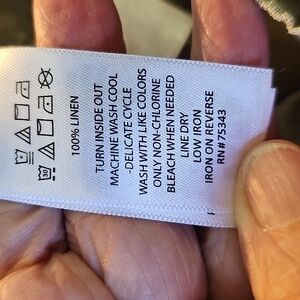 100% LINEN
TURN INSIDE OUT
MACHINE WASH COOL
-DELICATE CYCLE
WASH WITH LIKE COLORS
ONLY NON-CHLORINE
BLEACH WHEN NEEDED
LINE DRY
LOW IRON
IRON ON REVERSE
RN# 75343